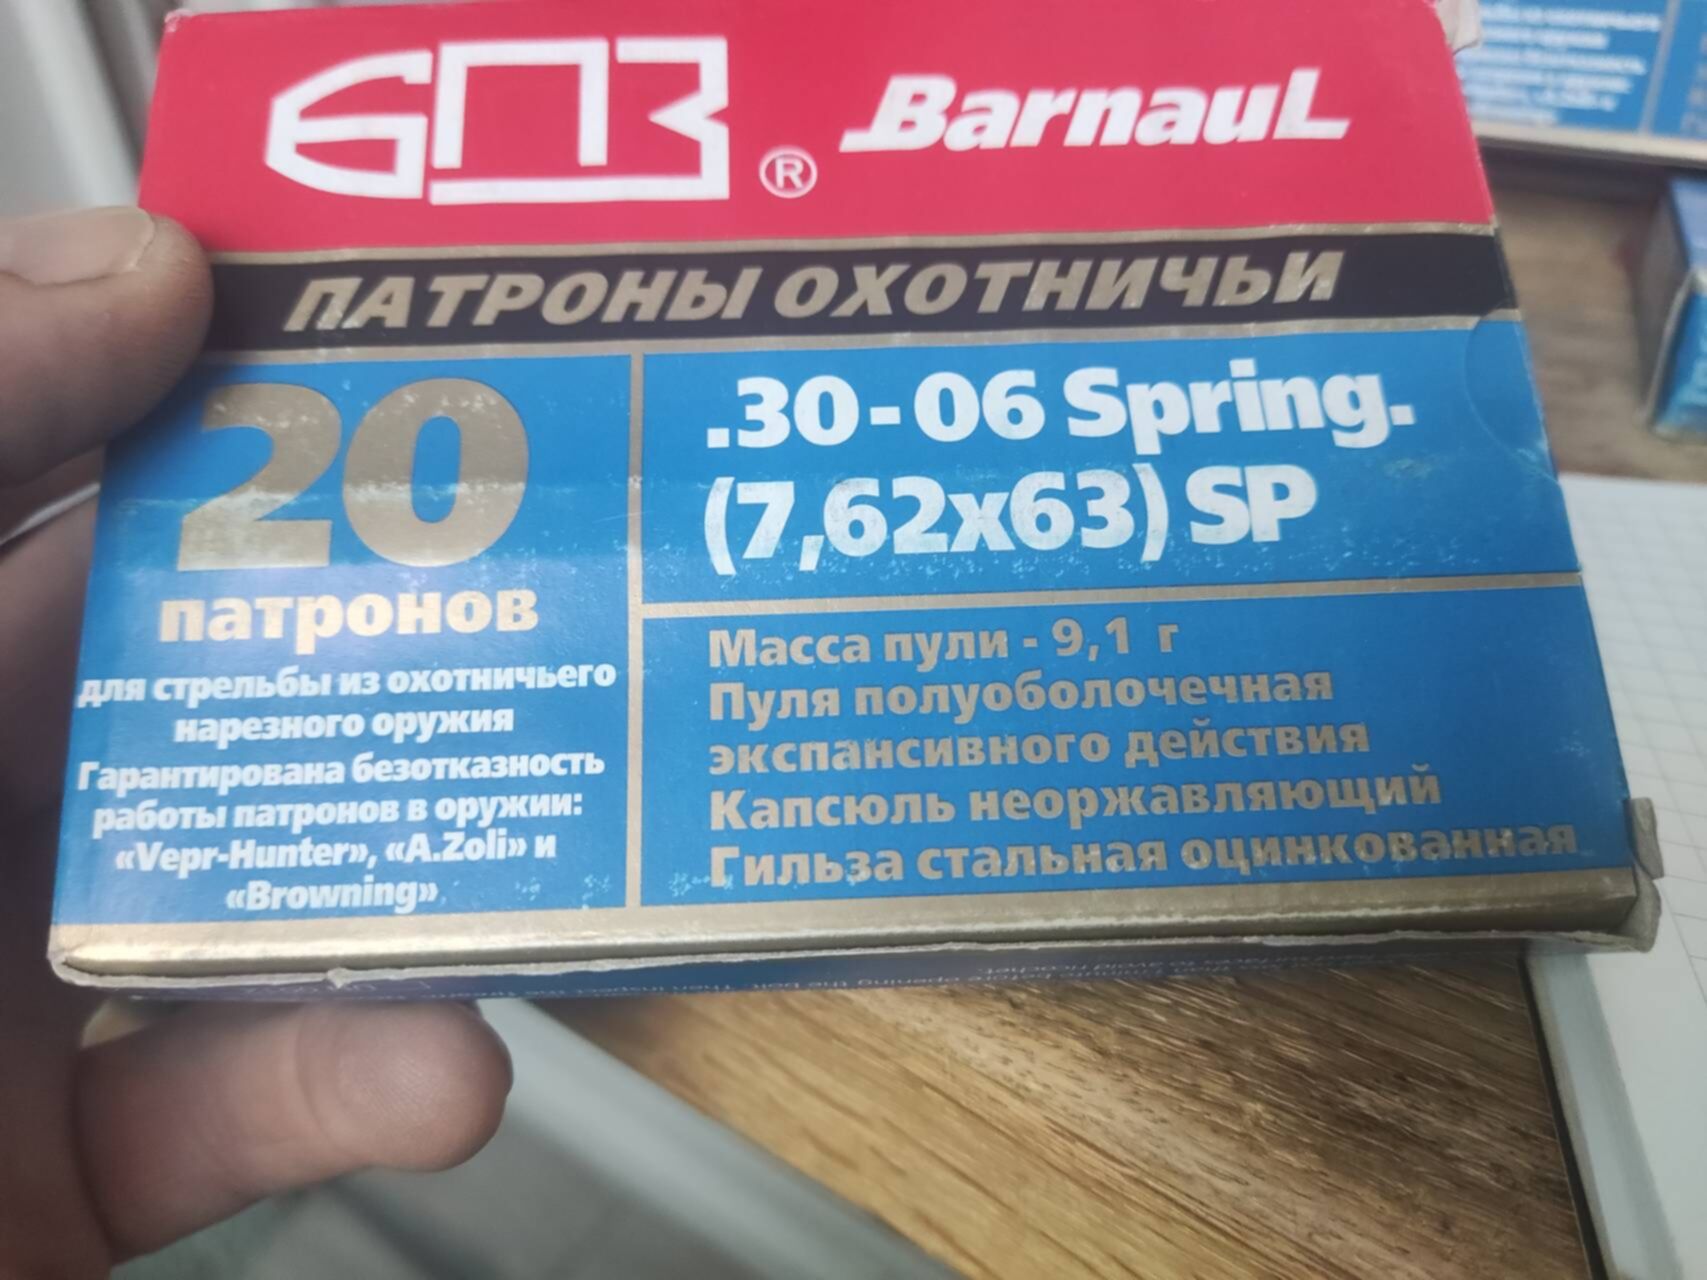 БПЗ ® Barnaul
ПАТРОНЫ ОХОТНИЧЬИ
20
патронов
для стрельбы из охотничьего
нарезного оружия
Гарантирована безотказность
работы патронов в оружии:
«Vepr-Hunter», «A.Zoli» и
«Browning»
.30-06 Spring.
(7,62x63) SP
Масса пули - 9,1 г
Пуля полуоболочечная
экспансивного действия
Капсюль неоржавляющий
Гильза стальная оцинкованная